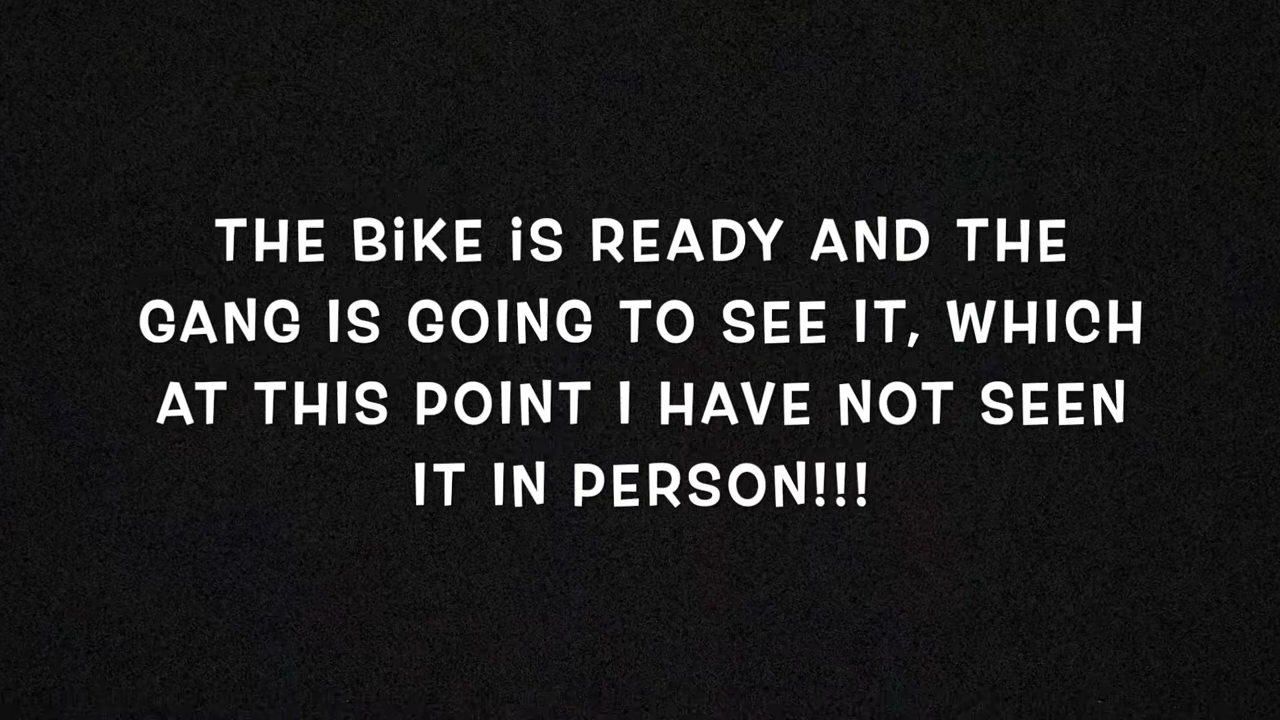 THE BiKE iS READY AND THE
GANG IS GOING TO SEE IT, WHICH
AT THIS POINT I HAVE NOT SEEN
IT IN PERSON!!!